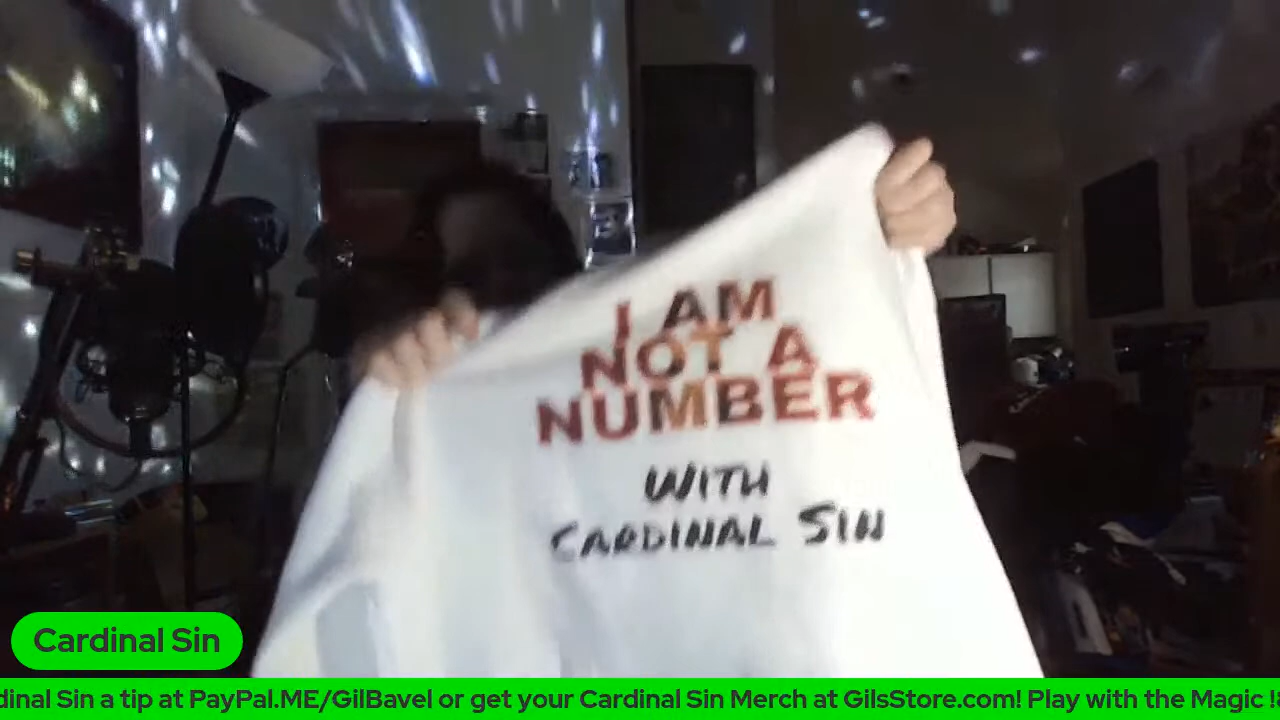 I AM
NOT A
NUMBER
WITH
CARDINAL SIN
Cardinal Sin
dinal Sin a tip at PayPal.ME/GilBavel or get your Cardinal Sin Merch at GilsStore.com! Play with the Magic !